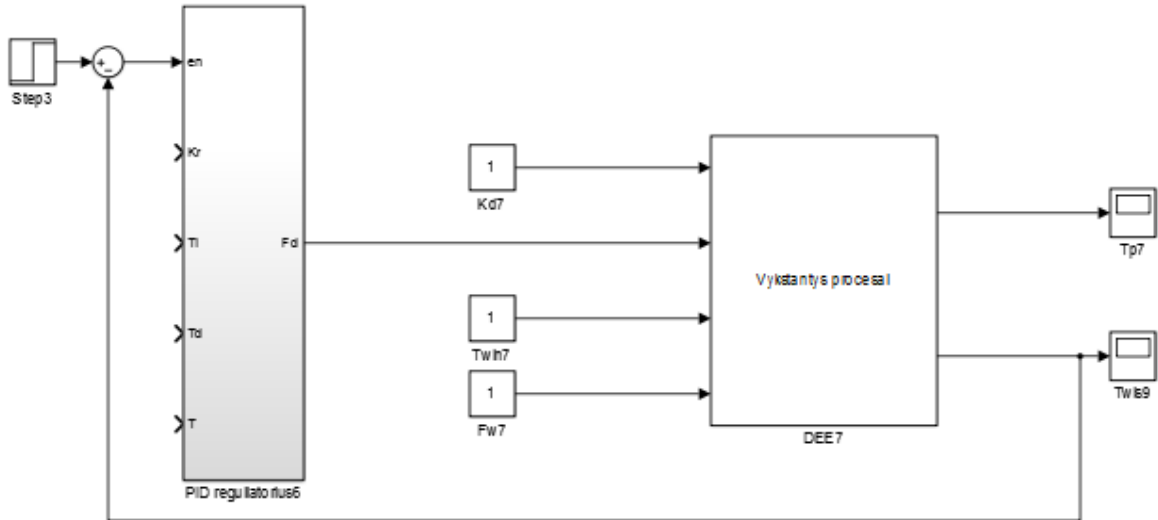 +
−
Step3
en
Kr
Ti
Td
T
Fd
PID reguliatorius6
1
Kd7
1
Twih7
1
Fw7
Vykstantys procesai
DEE7
Tp7
Twis9